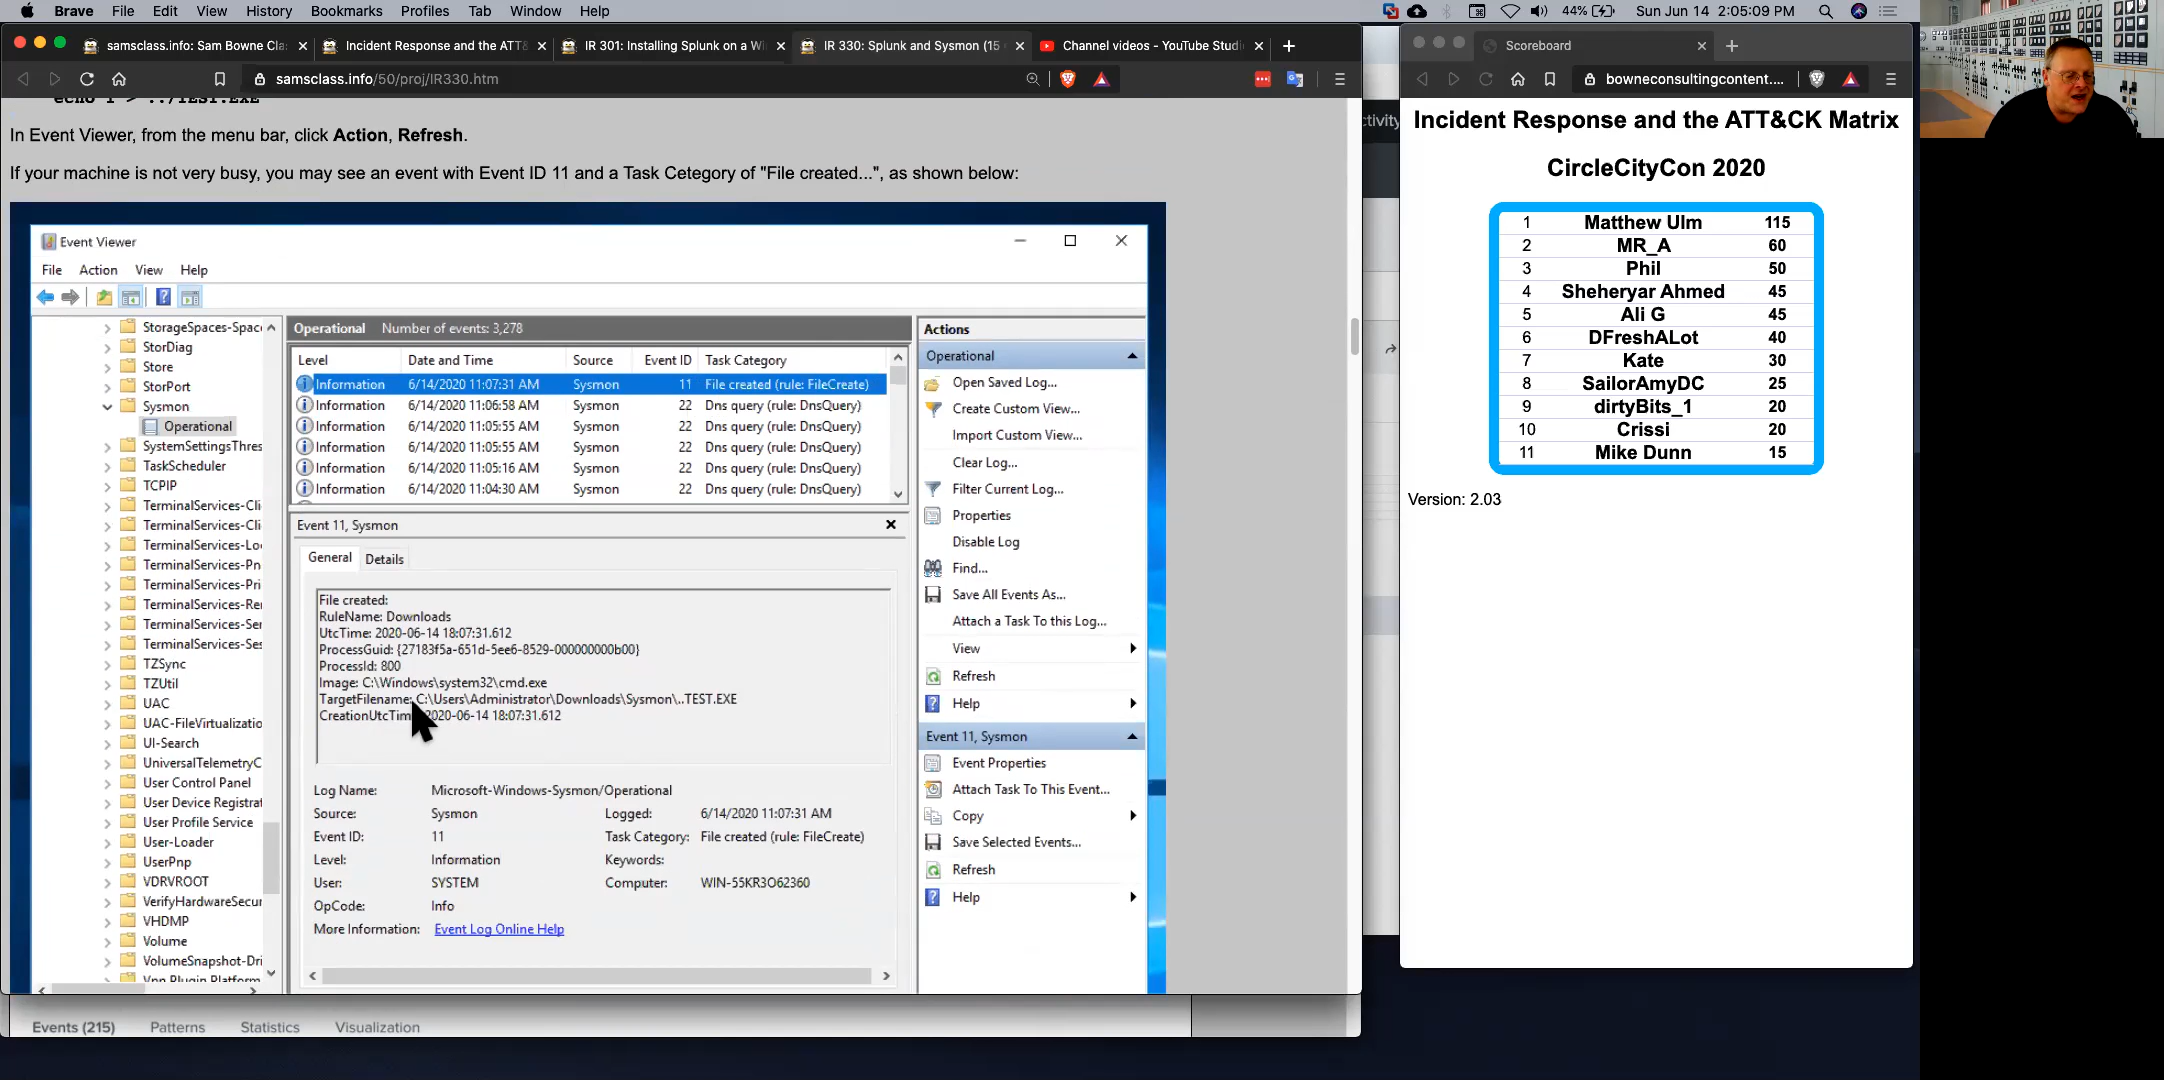 Brave File Edit View History Bookmarks Profiles Tab Window Help 44% Sun Jun 14 2:05:09 PM
samsclass.info: Sam Bowne Cla
Incident Response and the ATT&
IR 301: Installing Splunk on a Wi
IR 330: Splunk and Sysmon (15
Channel videos - YouTube Studi
samsclass.info/50/proj/IR330.htm
In Event Viewer, from the menu bar, click Action, Refresh.
If your machine is not very busy, you may see an event with Event ID 11 and a Task Cetegory of "File created...", as shown below:
Event Viewer
File Action View Help
StorageSpaces-Space
StorDiag
Store
StorPort
Sysmon
Operational
SystemSettingsThres
TaskScheduler
TCPIP
TerminalServices-Cli
TerminalServices-Cli
TerminalServices-Lo
TerminalServices-Pn
TerminalServices-Pri
TerminalServices-Re
TerminalServices-Ser
TerminalServices-Ses
TZSync
TZUtil
UAC
UAC-FileVirtualizatio
UI-Search
UniversalTelemetryC
User Control Panel
User Device Registrat
User Profile Service
User-Loader
UserPnp
VDRVROOT
VerifyHardwareSecur
VHDMP
Volume
VolumeSnapshot-Dri
Vpn Plugin Platform
Operational Number of events: 3,278
Level Date and Time Source Event ID Task Category
Information 6/14/2020 11:07:31 AM Sysmon 11 File created (rule: FileCreate)
Information 6/14/2020 11:06:58 AM Sysmon 22 Dns query (rule: DnsQuery)
Information 6/14/2020 11:05:55 AM Sysmon 22 Dns query (rule: DnsQuery)
Information 6/14/2020 11:05:55 AM Sysmon 22 Dns query (rule: DnsQuery)
Information 6/14/2020 11:05:16 AM Sysmon 22 Dns query (rule: DnsQuery)
Information 6/14/2020 11:04:30 AM Sysmon 22 Dns query (rule: DnsQuery)
Event 11, Sysmon
General Details
File created:
RuleName: Downloads
UtcTime: 2020-06-14 18:07:31.612
ProcessGuid: {27183f5a-651d-5ee6-8529-000000000b00}
ProcessId: 800
Image: C:\Windows\system32\cmd.exe
TargetFilename: C:\Users\Administrator\Downloads\Sysmon\..TEST.EXE
CreationUtcTim 2020-06-14 18:07:31.612
Log Name: Microsoft-Windows-Sysmon/Operational
Source: Sysmon Logged: 6/14/2020 11:07:31 AM
Event ID: 11 Task Category: File created (rule: FileCreate)
Level: Information Keywords:
User: SYSTEM Computer: WIN-55KR3O62360
OpCode: Info
More Information: Event Log Online Help
Actions
Operational
Open Saved Log...
Create Custom View...
Import Custom View...
Clear Log...
Filter Current Log...
Properties
Disable Log
Find...
Save All Events As...
Attach a Task To this Log...
View
Refresh
Help
Event 11, Sysmon
Event Properties
Attach Task To This Event...
Copy
Save Selected Events...
Refresh
Help
Events (215) Patterns Statistics Visualization
ctivity
Scoreboard
bowneconsultingcontent....
Incident Response and the ATT&CK Matrix
CircleCityCon 2020
1 Matthew Ulm 115
2 MR_A 60
3 Phil 50
4 Sheheryar Ahmed 45
5 Ali G 45
6 DFreshALot 40
7 Kate 30
8 SailorAmyDC 25
9 dirtyBits_1 20
10 Crissi 20
11 Mike Dunn 15
Version: 2.03